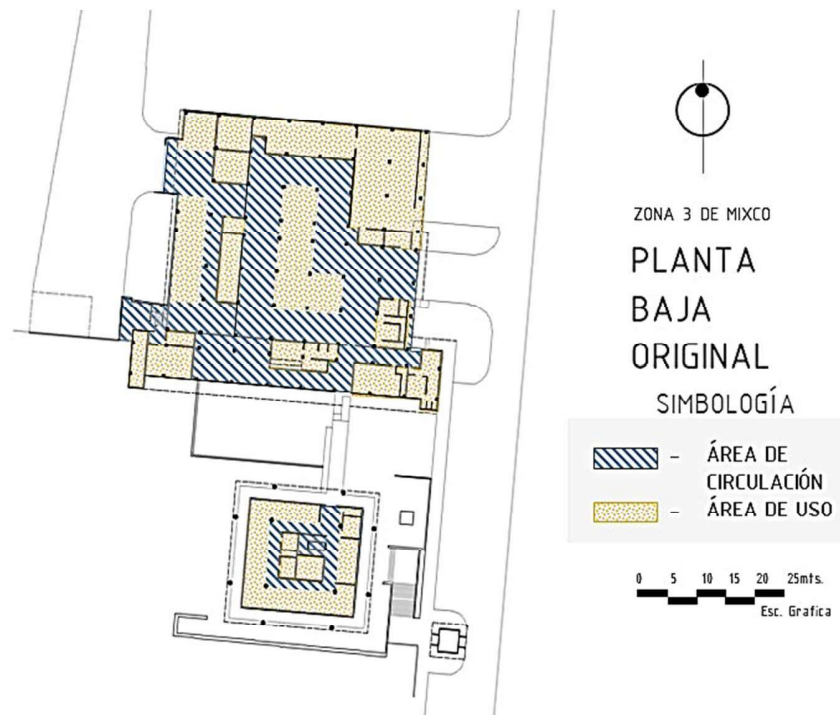 ZONA 3 DE MIXCO
PLANTA
BAJA
ORIGINAL
SIMBOLOGÍA
- ÁREA DE
CIRCULACIÓN
- ÁREA DE USO
0 5 10 15 20 25mts.
Esc. Grafica